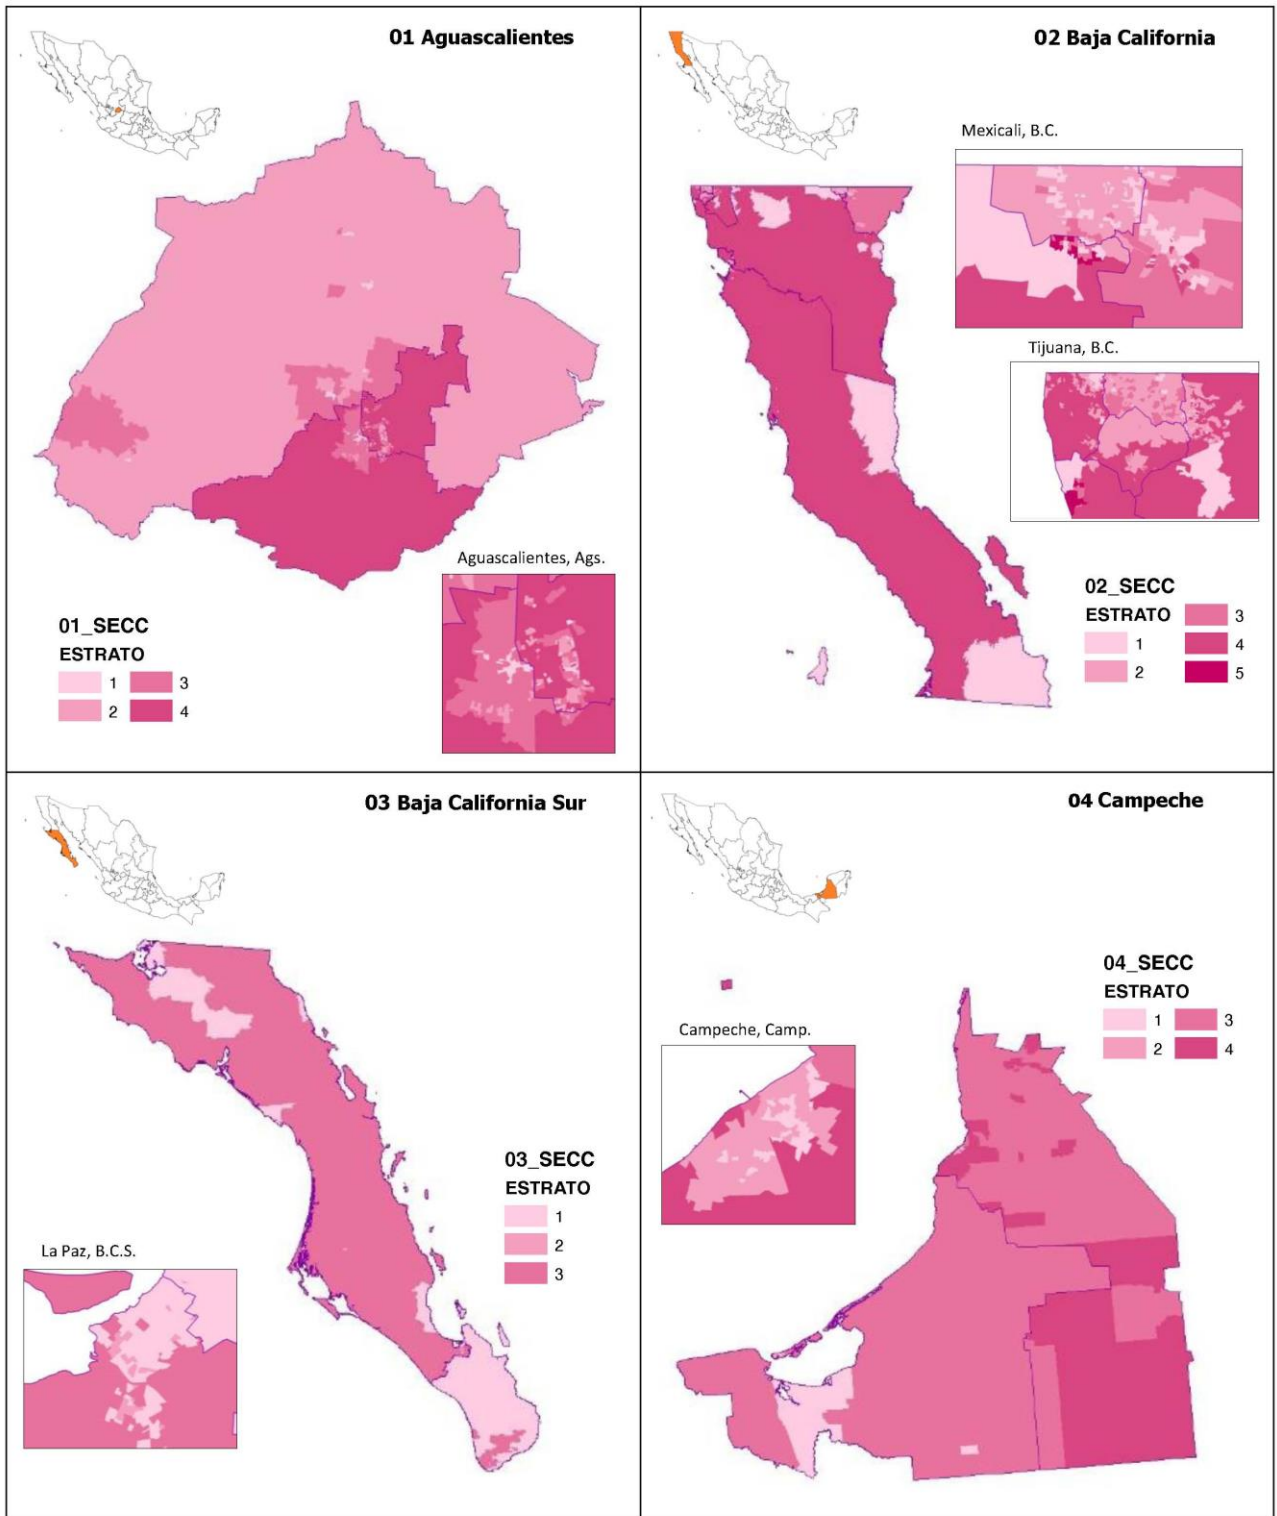 01 Aguascalientes
Aguascalientes, Ags.
01_SECC
ESTRATO
1 3
2 4
02 Baja California
Mexicali, B.C.
Tijuana, B.C.
02_SECC
ESTRATO 3
1 4
2 5
03 Baja California Sur
03_SECC
ESTRATO
1
2
3
La Paz, B.C.S.
04 Campeche
04_SECC
ESTRATO
1 3
2 4
Campeche, Camp.